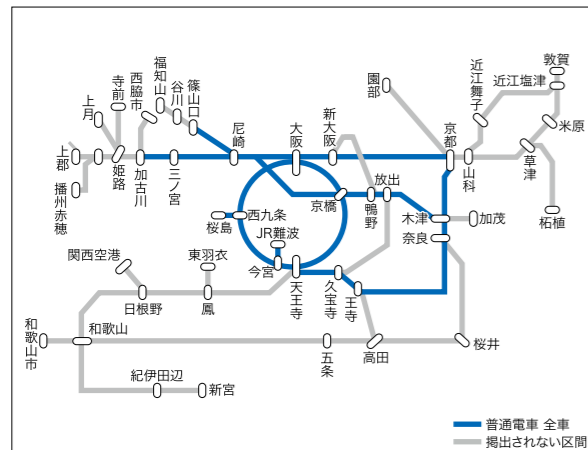 敦賀
近江塩津
近江舞子
米原
園部
京都
山科
草津
柘植
新大阪
大阪
尼崎
篠山口
谷川
福知山
西脇市
寺前
上月
上郡
播州赤穂
姫路
加古川
三ノ宮
放出
鴨野
京橋
木津
加茂
奈良
桜島
西九条
JR難波
今宮
天王寺
久宝寺
王寺
関西空港
東羽衣
日根野
鳳
和歌山市
和歌山
五条
高田
桜井
紀伊田辺
新宮
普通電車 全車
掲出されない区間